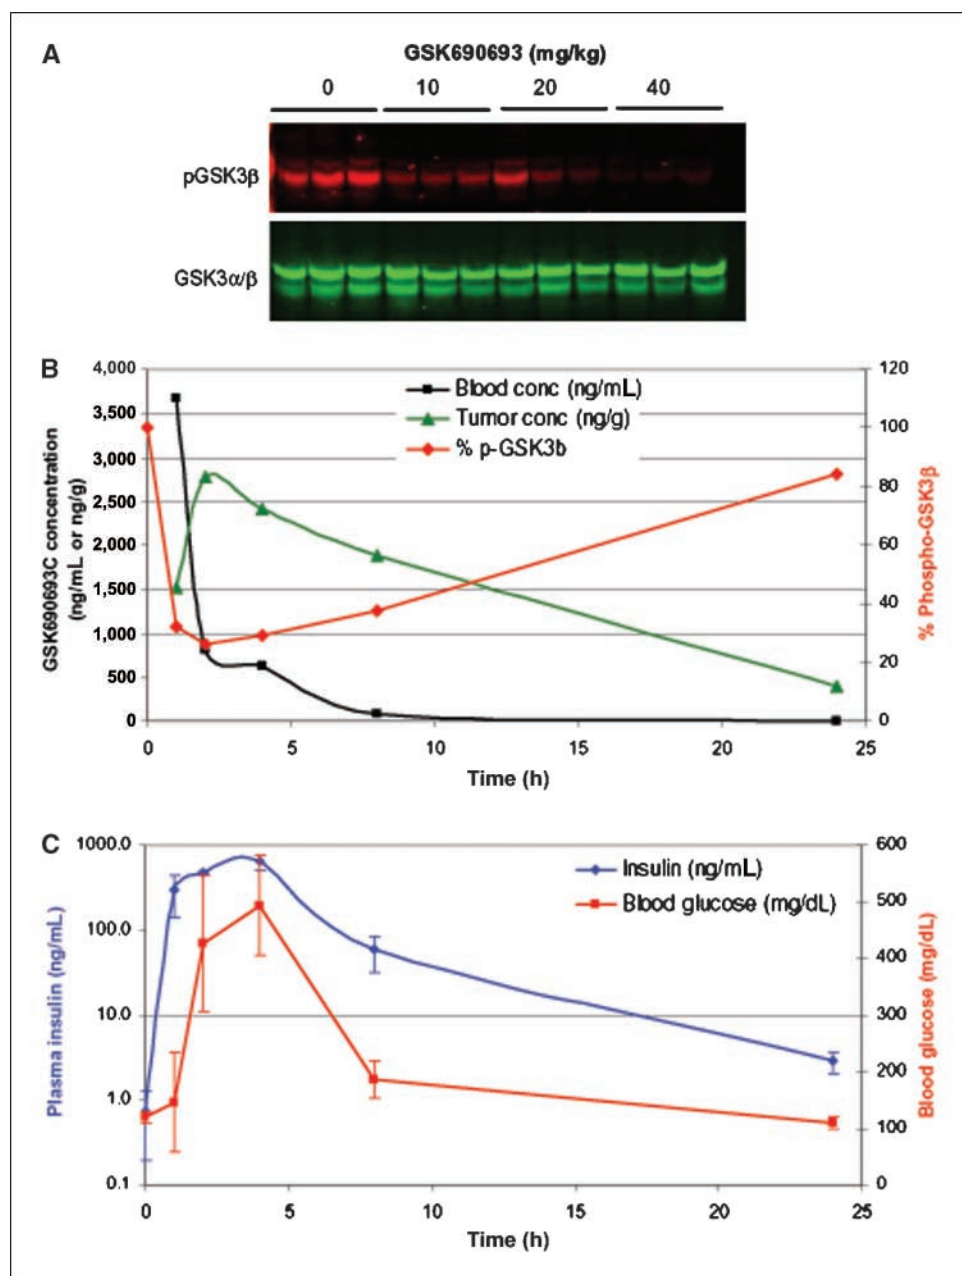 A
GSK690693 (mg/kg)
0 10 20 40
pGSK3β
GSK3α/β
B
GSK690693C concentration
(ng/mL or ng/g)
4,000
3,500
3,000
2,500
2,000
1,500
1,000
500
0
Blood conc (ng/mL)
Tumor conc (ng/g)
% p-GSK3b
120
100
80
60
40
20
0
% Phospho-GSK3β
0 5 10 15 20 25
Time (h)
C
Plasma insulin (ng/mL)
1000.0
100.0
10.0
1.0
0.1
Insulin (ng/mL)
Blood glucose (mg/dL)
600
500
400
300
200
100
0
Blood glucose (mg/dL)
0 5 10 15 20 25
Time (h)